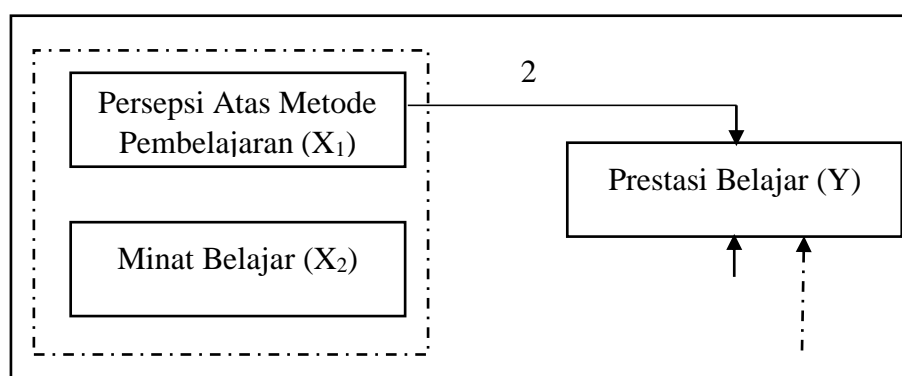 2
Persepsi Atas Metode
Pembelajaran (X₁)
Prestasi Belajar (Y)
Minat Belajar (X₂)